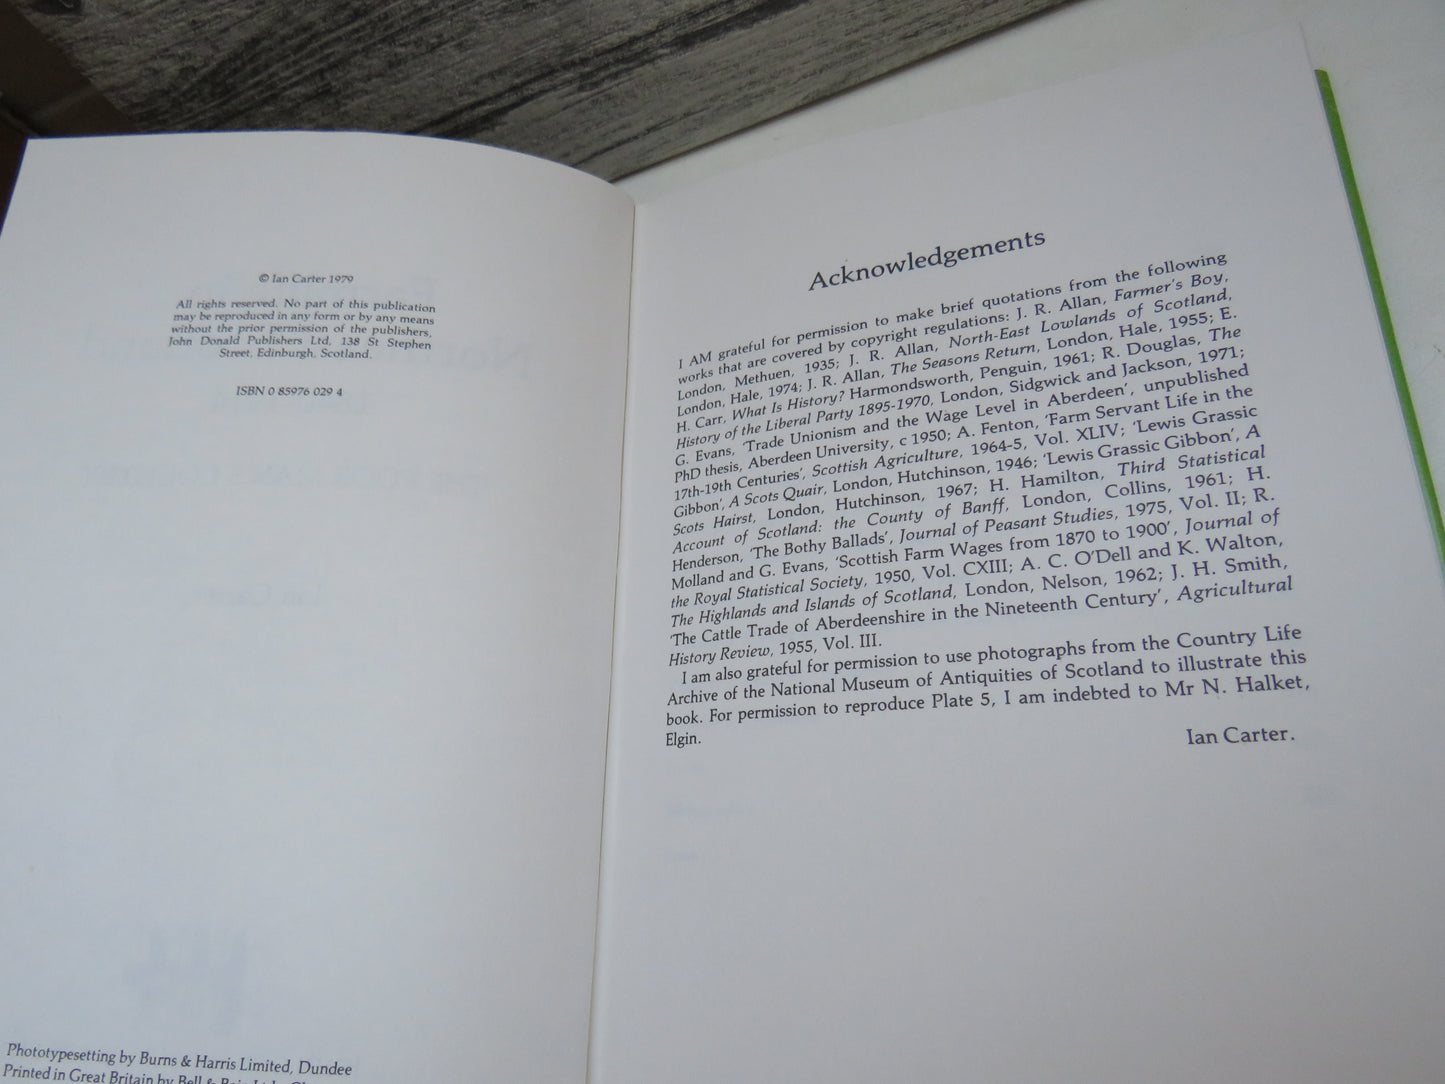 © Ian Carter 1979
All rights reserved. No part of this publication
may be reproduced in any form or by any means
without the prior permission of the publishers,
John Donald Publishers Ltd, 138 St Stephen
Street, Edinburgh, Scotland.
ISBN 0 85976 029 4
Phototypesetting by Burns & Harris Limited, Dundee
Printed in Great Britain by Bell &
Acknowledgements
I AM grateful for permission to make brief quotations from the following
works that are covered by copyright regulations: J. R. Allan, Farmer's Boy,
London, Methuen, 1935; J. R. Allan, North-East Lowlands of Scotland,
London, Hale, 1974; J. R. Allan, The Seasons Return, London, Hale, 1955; E.
H. Carr, What Is History? Harmondsworth, Penguin, 1961; R. Douglas, The
History of the Liberal Party 1895-1970, London, Sidgwick and Jackson, 1971;
G. Evans, 'Trade Unionism and the Wage Level in Aberdeen', unpublished
PhD thesis, Aberdeen University, c 1950; A. Fenton, 'Farm Servant Life in the
17th-19th Centuries', Scottish Agriculture, 1964-5, Vol. XLIV; 'Lewis Grassic
Gibbon', A Scots Quair, London, Hutchinson, 1946; 'Lewis Grassic Gibbon', A
Scots Hairst, London, Hutchinson, 1967; H. Hamilton, Third Statistical
Account of Scotland: the County of Banff, London, Collins, 1961; H.
Henderson, 'The Bothy Ballads', Journal of Peasant Studies, 1975, Vol. II; R.
Molland and G. Evans, 'Scottish Farm Wages from 1870 to 1900', Journal of
the Royal Statistical Society, 1950, Vol. CXIII; A. C. O'Dell and K. Walton,
The Highlands and Islands of Scotland, London, Nelson, 1962; J. H. Smith,
'The Cattle Trade of Aberdeenshire in the Nineteenth Century', Agricultural
History Review, 1955, Vol. III.
I am also grateful for permission to use photographs from the Country Life
Archive of the National Museum of Antiquities of Scotland to illustrate this
book. For permission to reproduce Plate 5, I am indebted to Mr N. Halket,
Elgin.
Ian Carter.